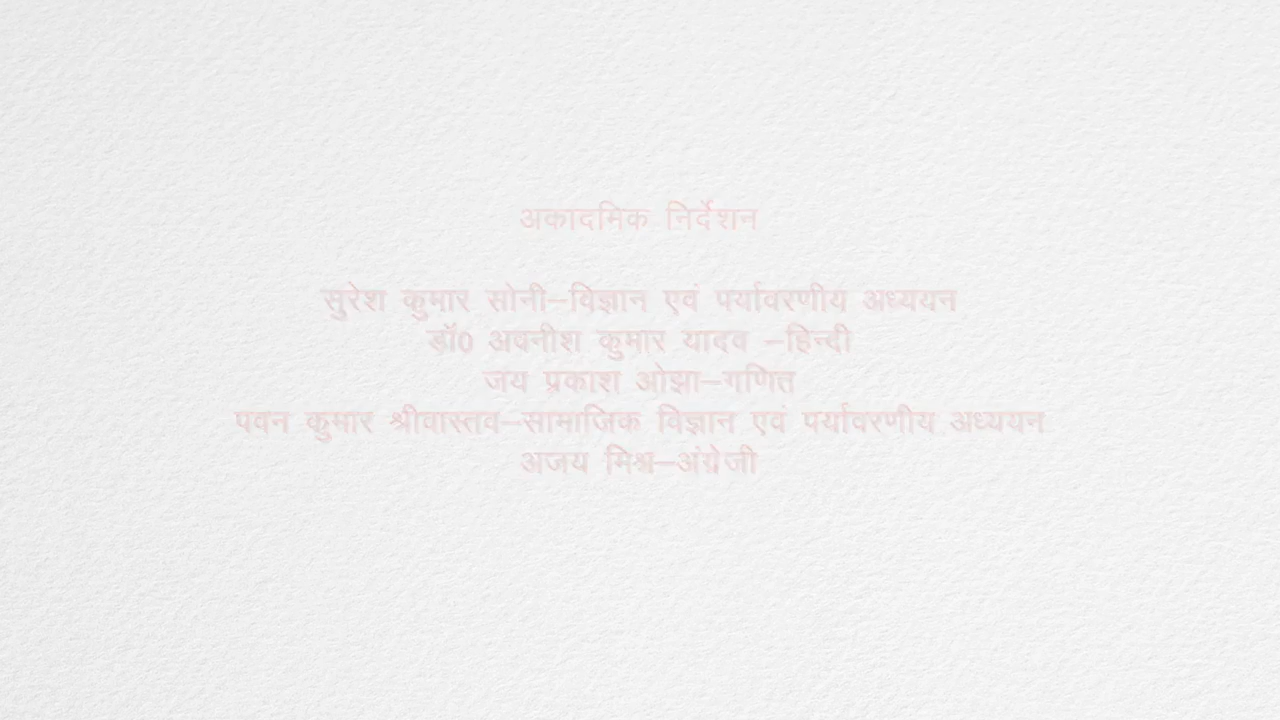 अकादमिक निर्देशन
सुरेश कुमार सोनी–विज्ञान एवं पर्यावरणीय अध्ययन
डॉ0 अवनीश कुमार यादव –हिन्दी
जय प्रकाश ओझा–गणित
पवन कुमार श्रीवास्तव–सामाजिक विज्ञान एवं पर्यावरणीय अध्ययन
अजय मिश्र–अंग्रेजी